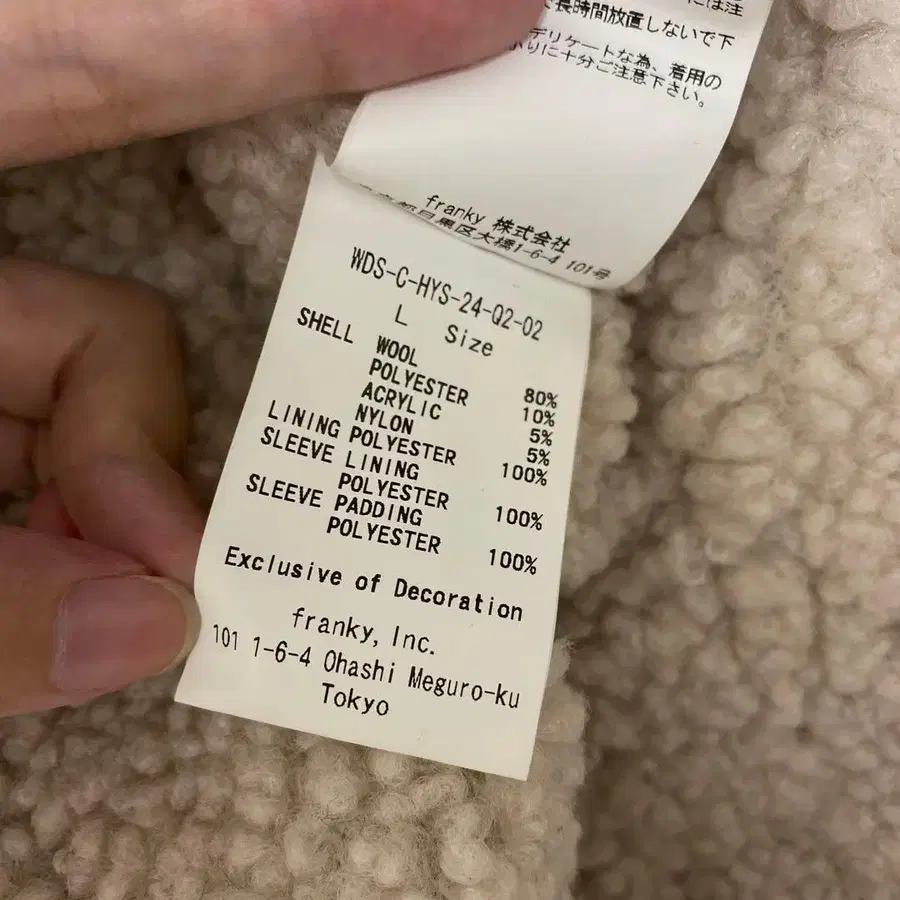 には注
で長時間放置しないで下
デリケートな為、着用の
に十分ご注意下さい。
franky 株式会社
目黒区大橋1-6-4 101号
WDS-C-HYS-24-Q2-02
L Size
SHELL WOOL 80%
POLYESTER 10%
ACRYLIC 5%
NYLON 5%
LINING POLYESTER 100%
SLEEVE LINING
POLYESTER 100%
SLEEVE PADDING
POLYESTER 100%
Exclusive of Decoration
franky, Inc.
101 1-6-4 Ohashi Meguro-ku
Tokyo